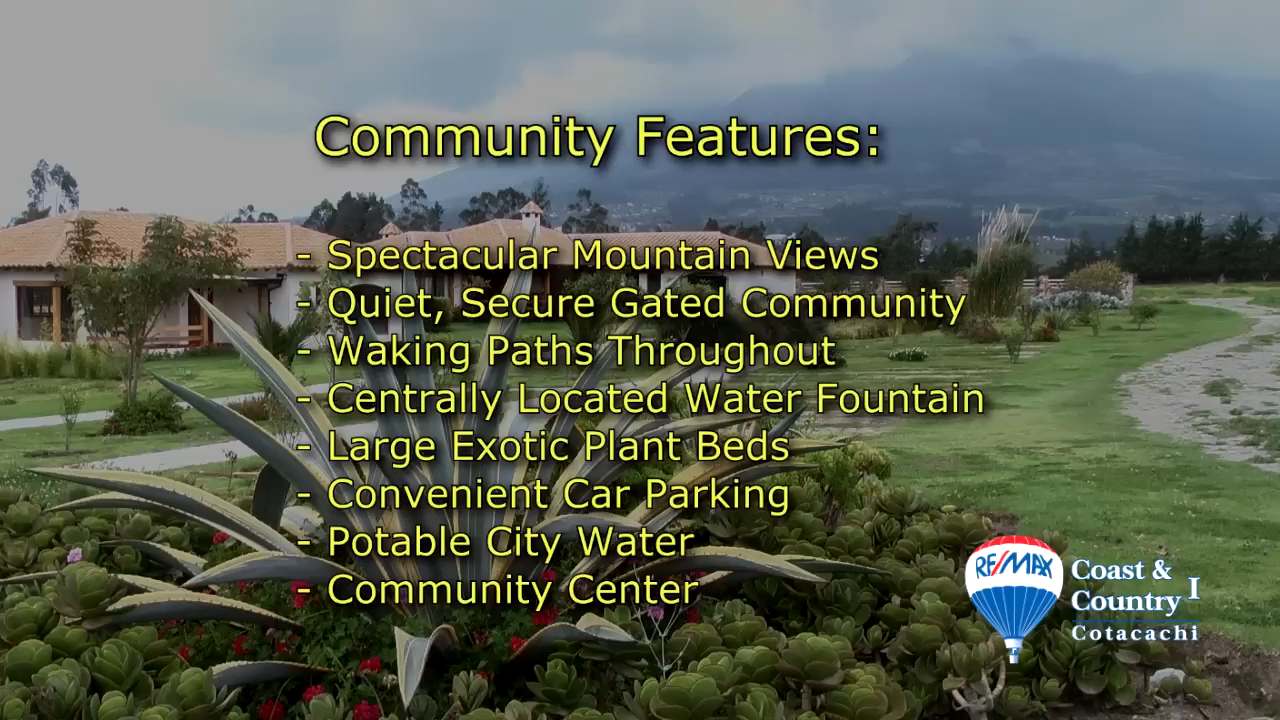 Community Features:
- Spectacular Mountain Views
- Quiet, Secure Gated Community
- Waking Paths Throughout
- Centrally Located Water Fountain
- Large Exotic Plant Beds
- Convenient Car Parking
- Potable City Water
- Community Center
RE/MAX
Coast &
Country I
Cotacachi